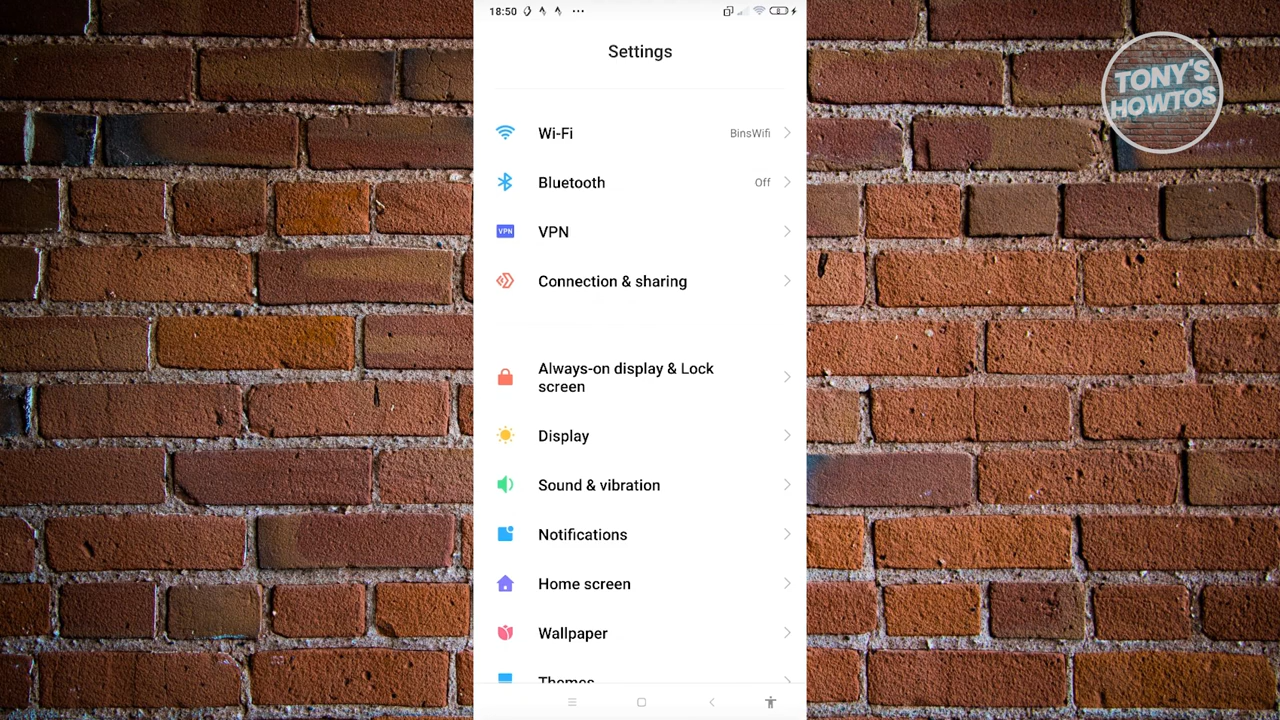 18:50
Settings
TONY'S
HOWTOS
Wi-Fi BinsWifi
Bluetooth Off
VPN VPN
Connection & sharing
Always-on display & Lock
screen
Display
Sound & vibration
Notifications
Home screen
Wallpaper
Themes